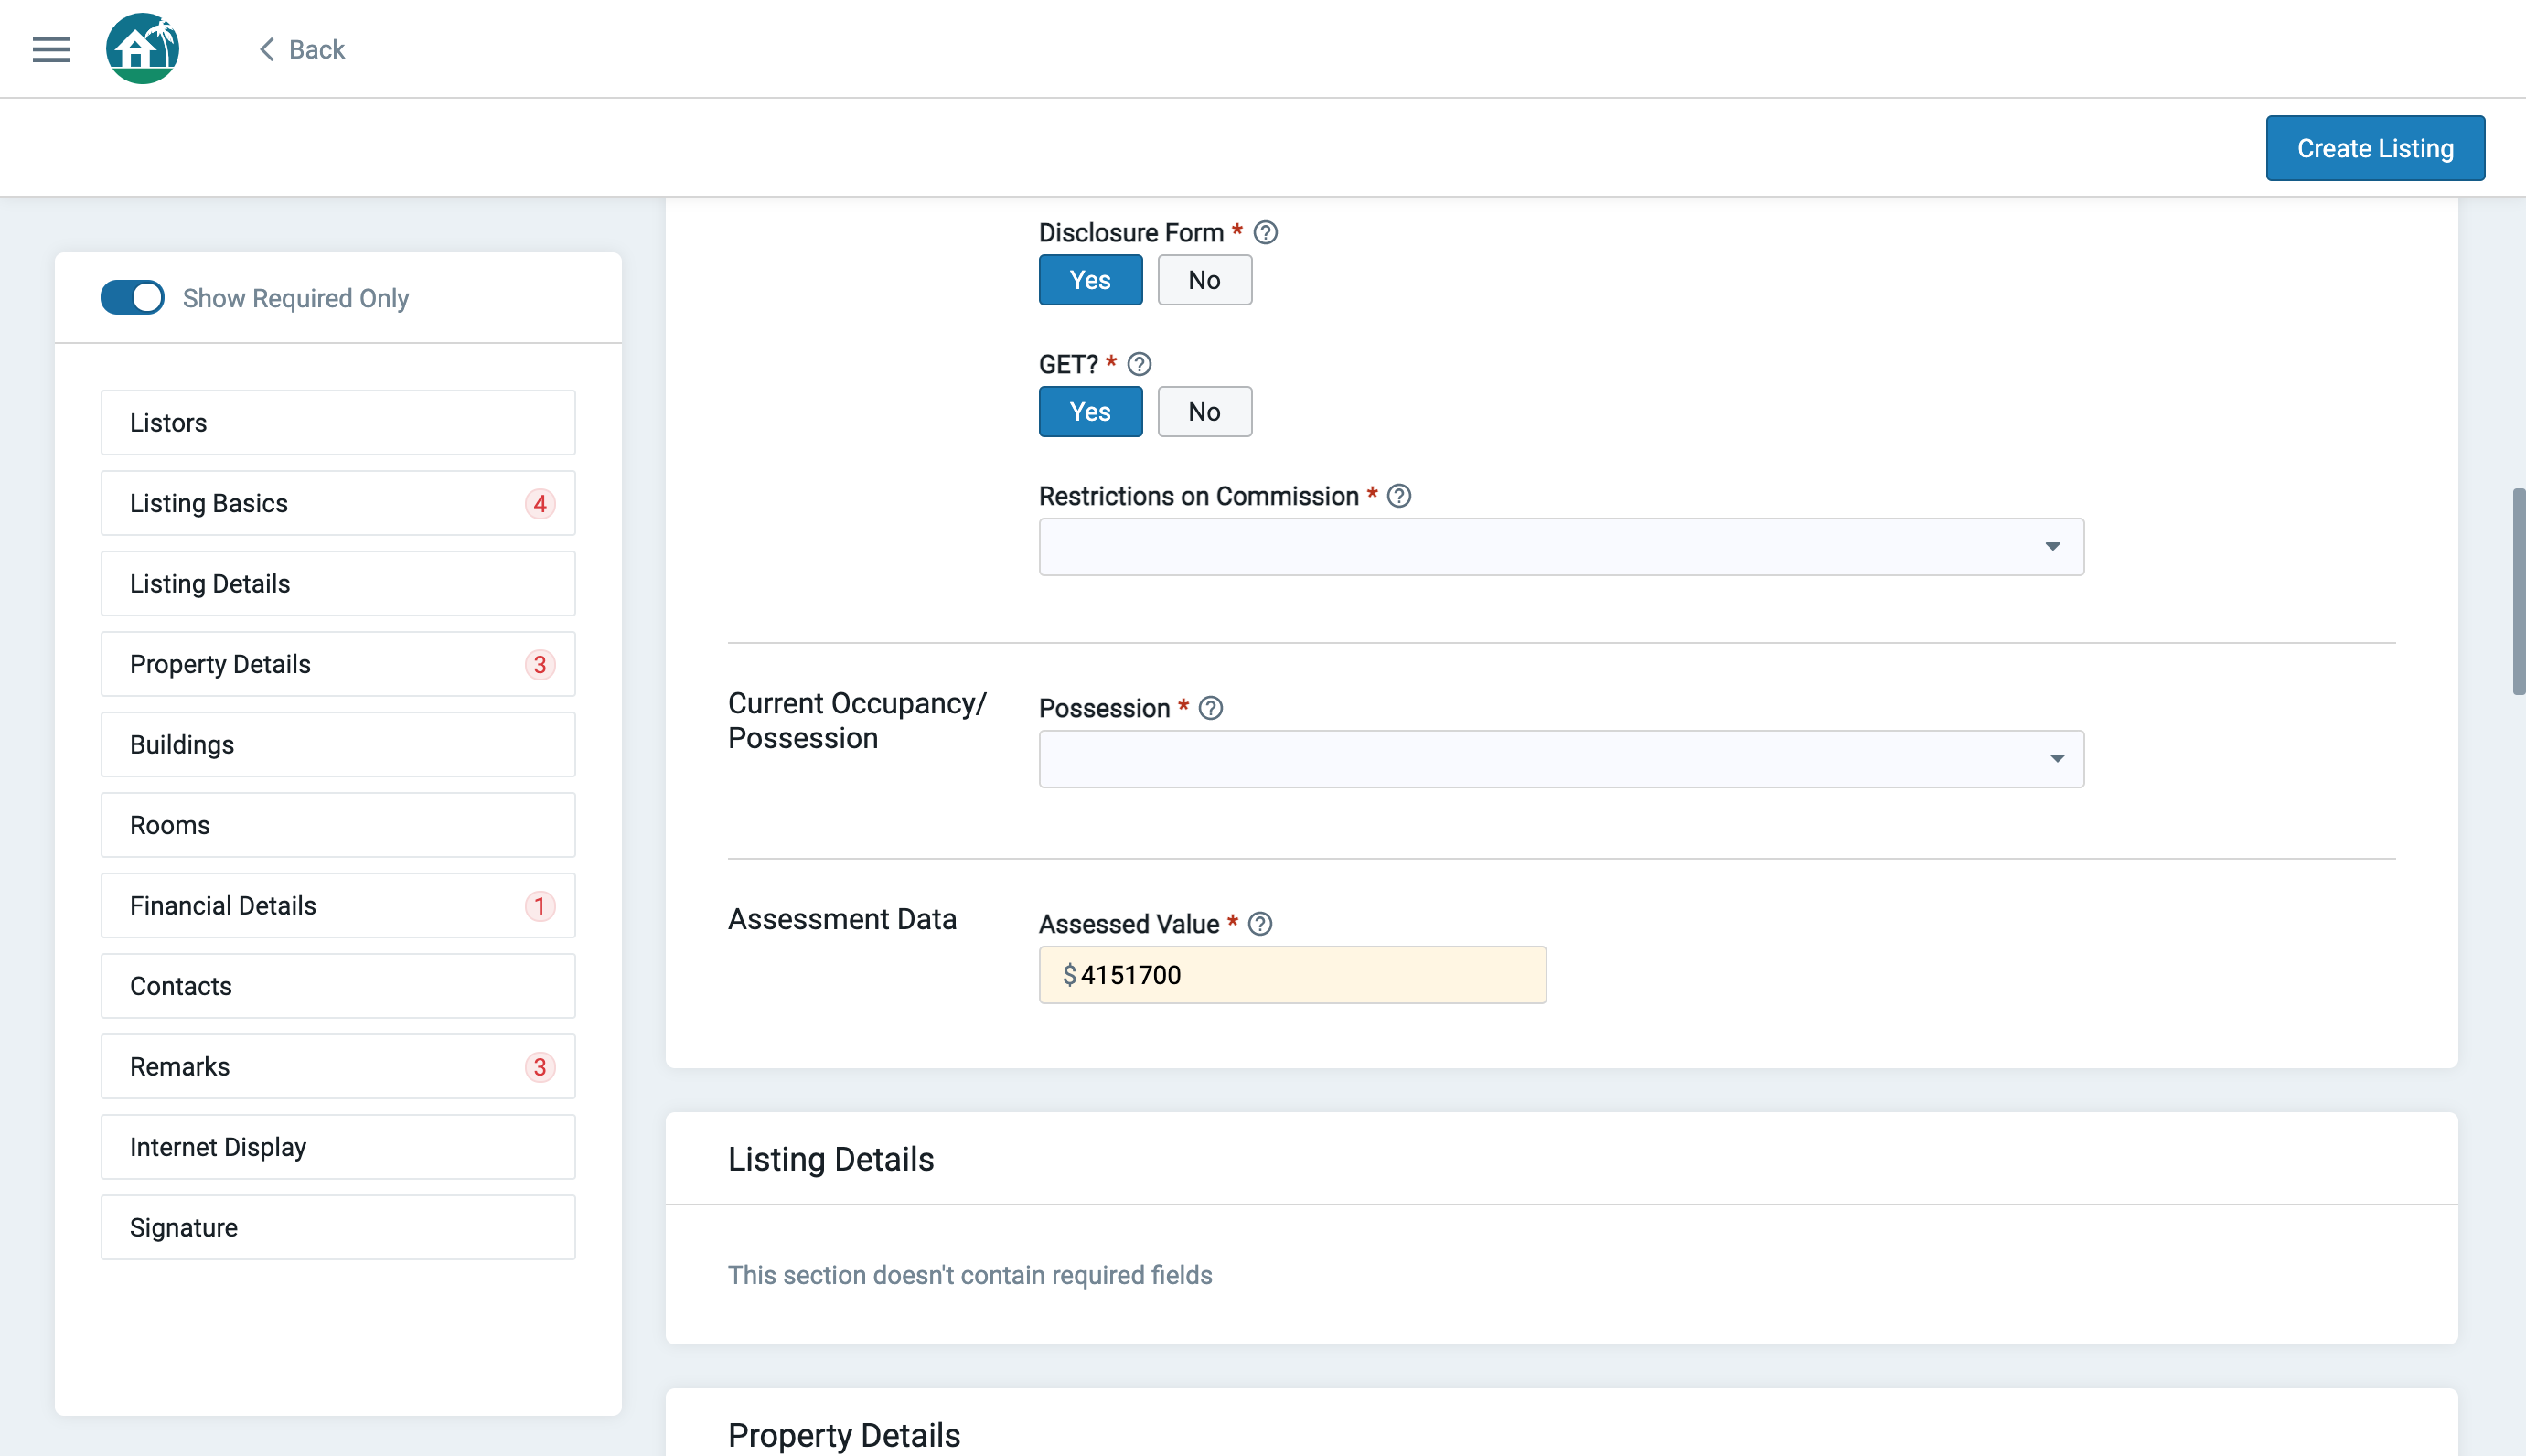 Back
Create Listing
Show Required Only
Listors
Listing Basics 4
Listing Details
Property Details 3
Buildings
Rooms
Financial Details 1
Contacts
Remarks 3
Internet Display
Signature
Disclosure Form * ?
Yes No
GET? * ?
Yes No
Restrictions on Commission * ?
Current Occupancy/
Possession
Possession * ?
Assessment Data
Assessed Value * ?
$ 4151700
Listing Details
This section doesn't contain required fields
Property Details